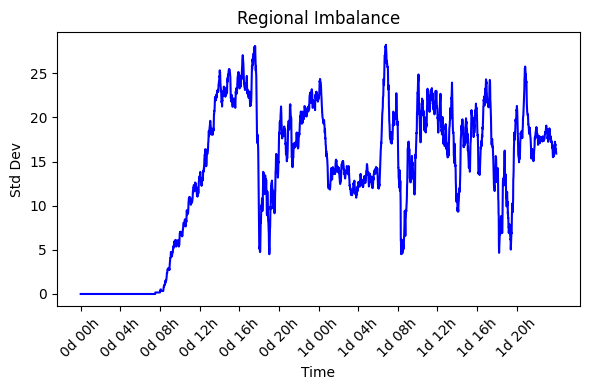 Regional Imbalance
Std Dev
25
20
15
10
5
0
0d 00h
0d 04h
0d 08h
0d 12h
0d 16h
0d 20h
1d 00h
1d 04h
1d 08h
1d 12h
1d 16h
1d 20h
Time